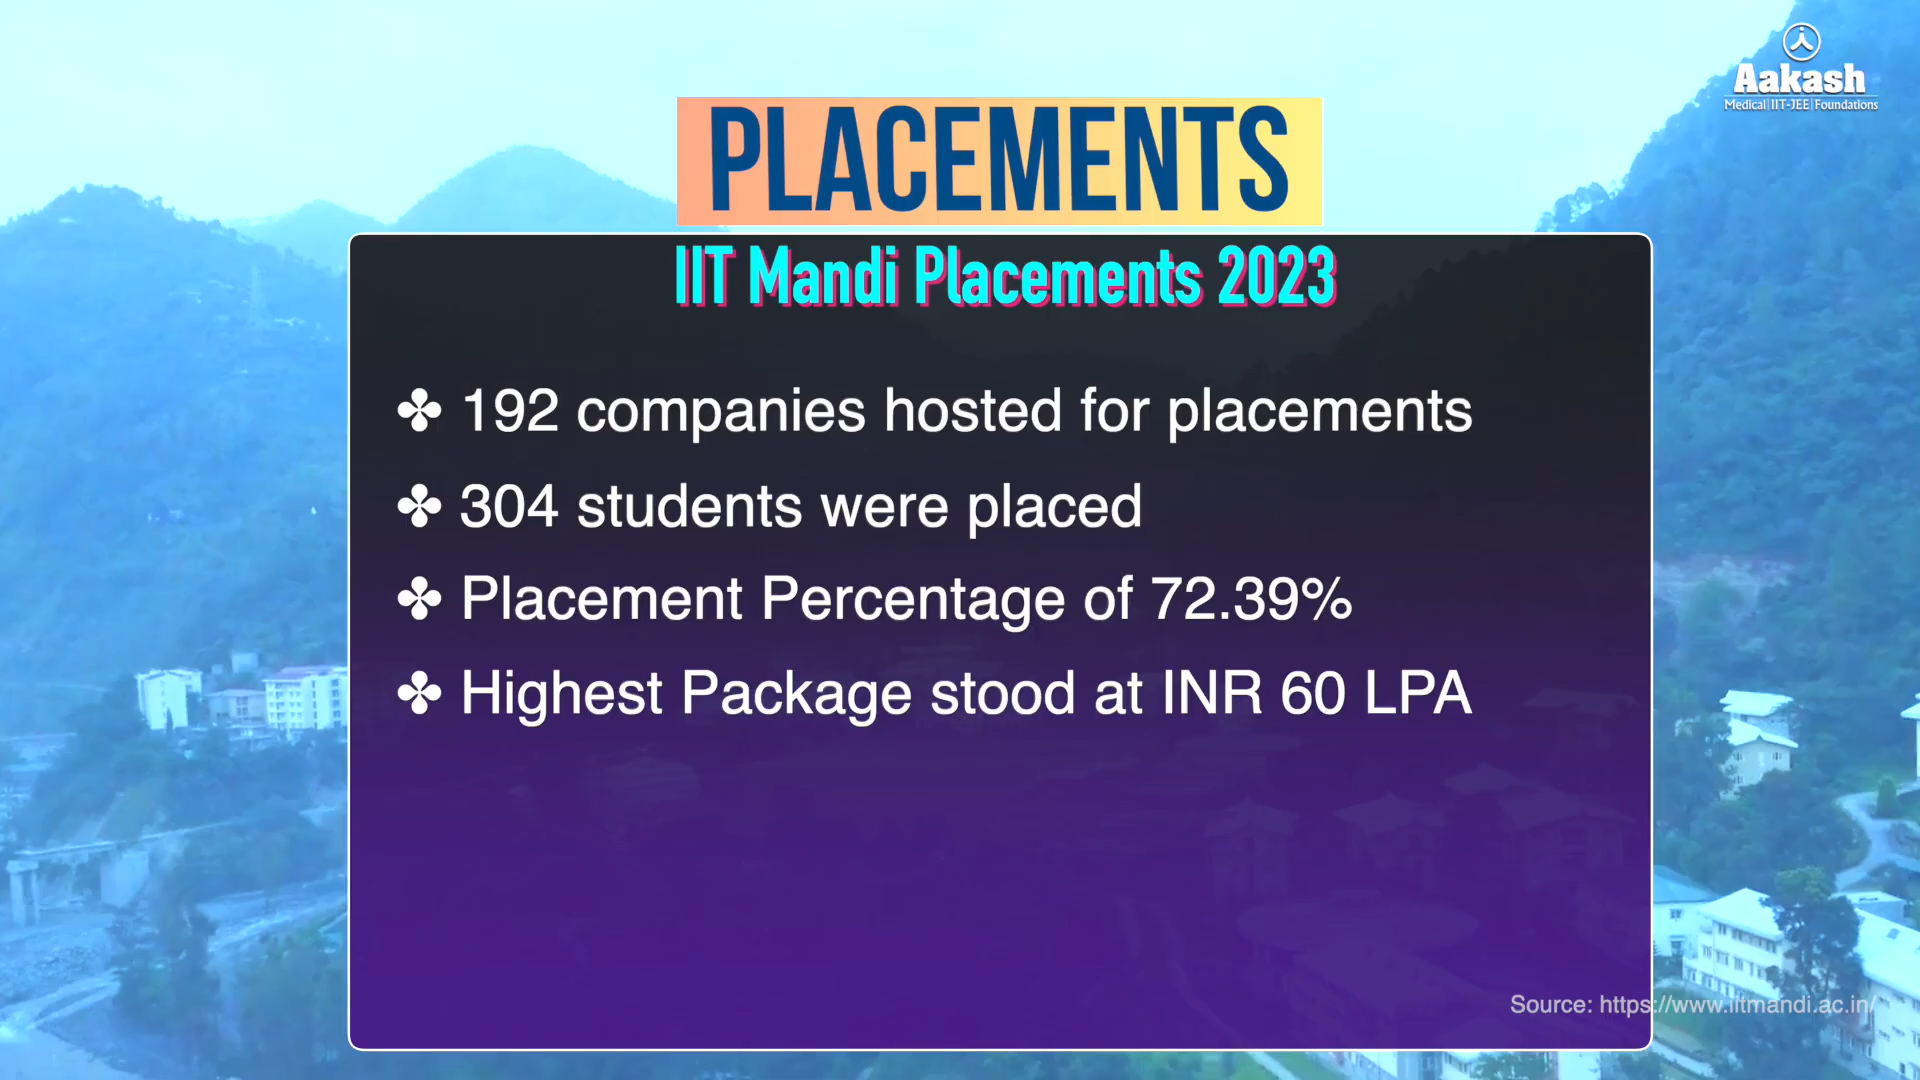 Aakash
Medical|IIT-JEE|Foundations
PLACEMENTS
IIT Mandi Placements 2023
✤ 192 companies hosted for placements
✤ 304 students were placed
✤ Placement Percentage of 72.39%
✤ Highest Package stood at INR 60 LPA
Source: https://www.iitmandi.ac.in/